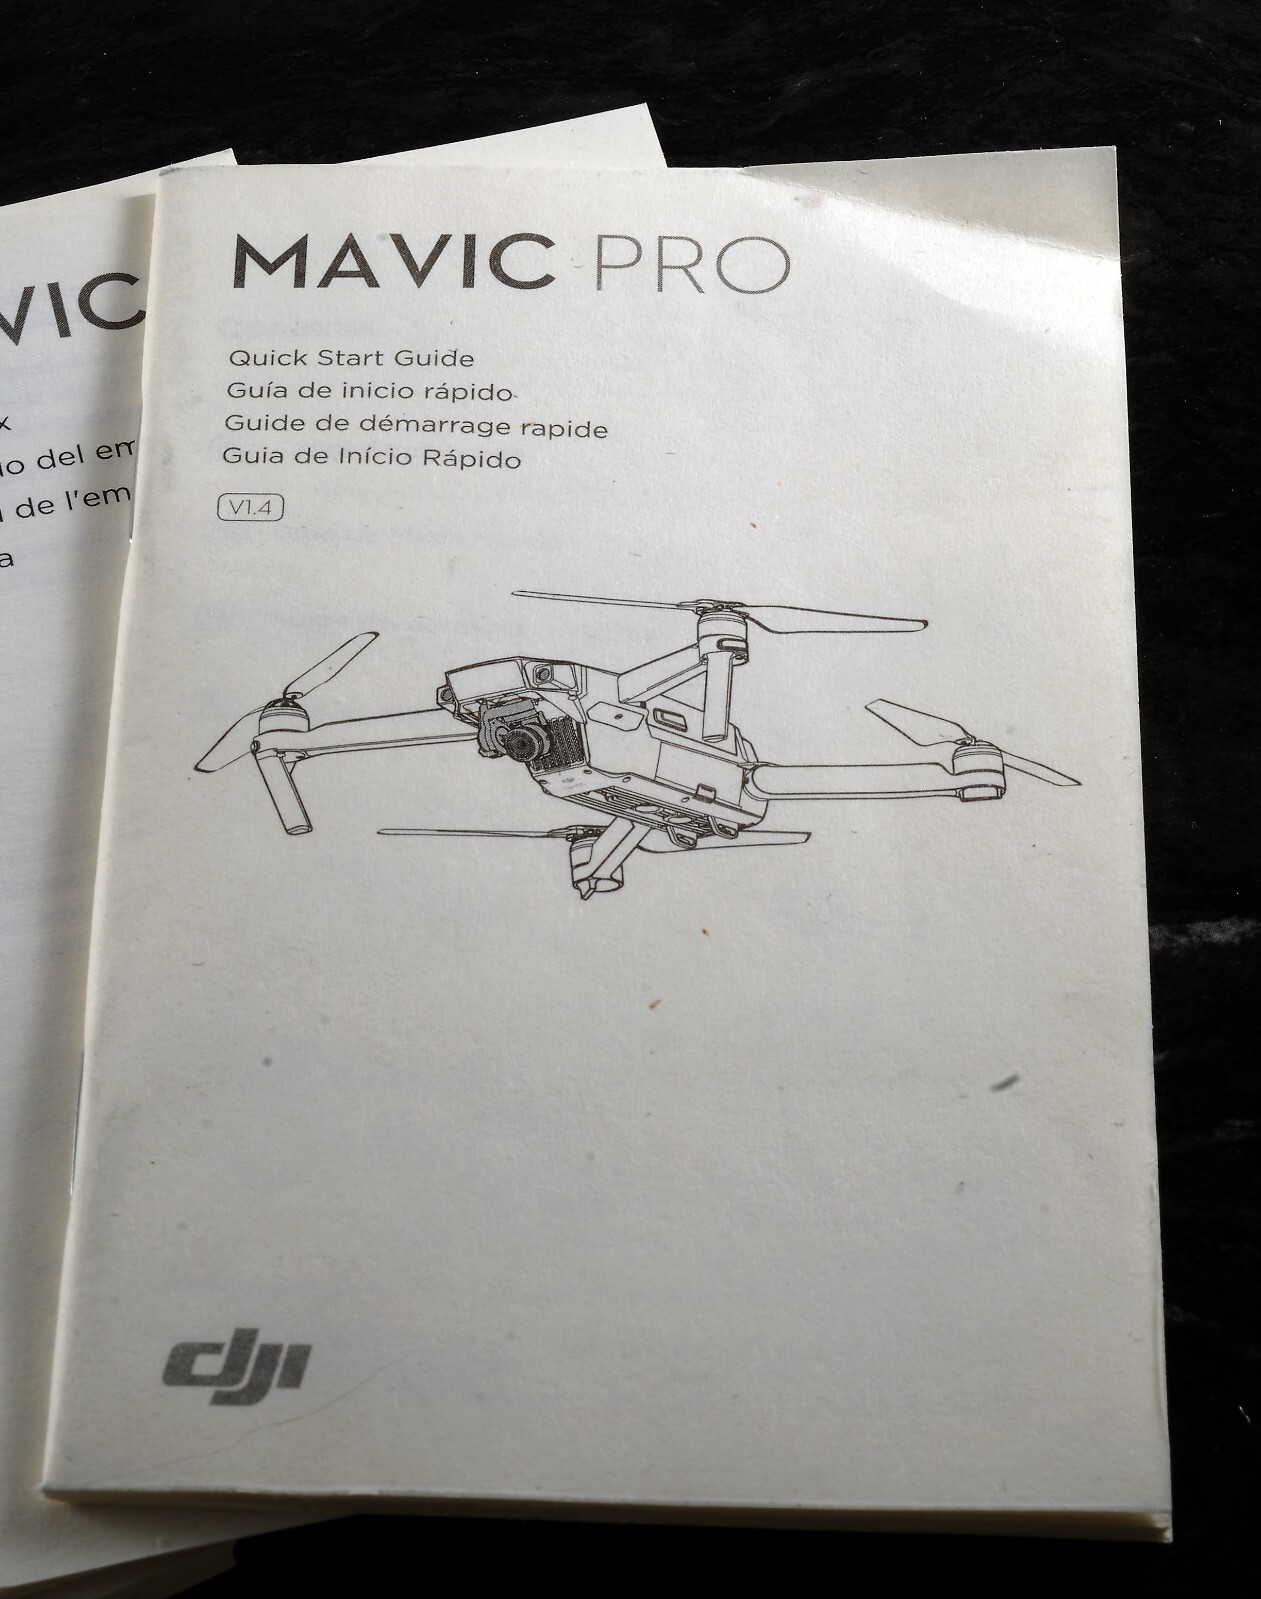 MAVIC PRO
Quick Start Guide
Guía de inicio rápido
Guide de démarrage rapide
Guia de Início Rápido
V1.4
dji
VIC
x
do del em
de l'em
a